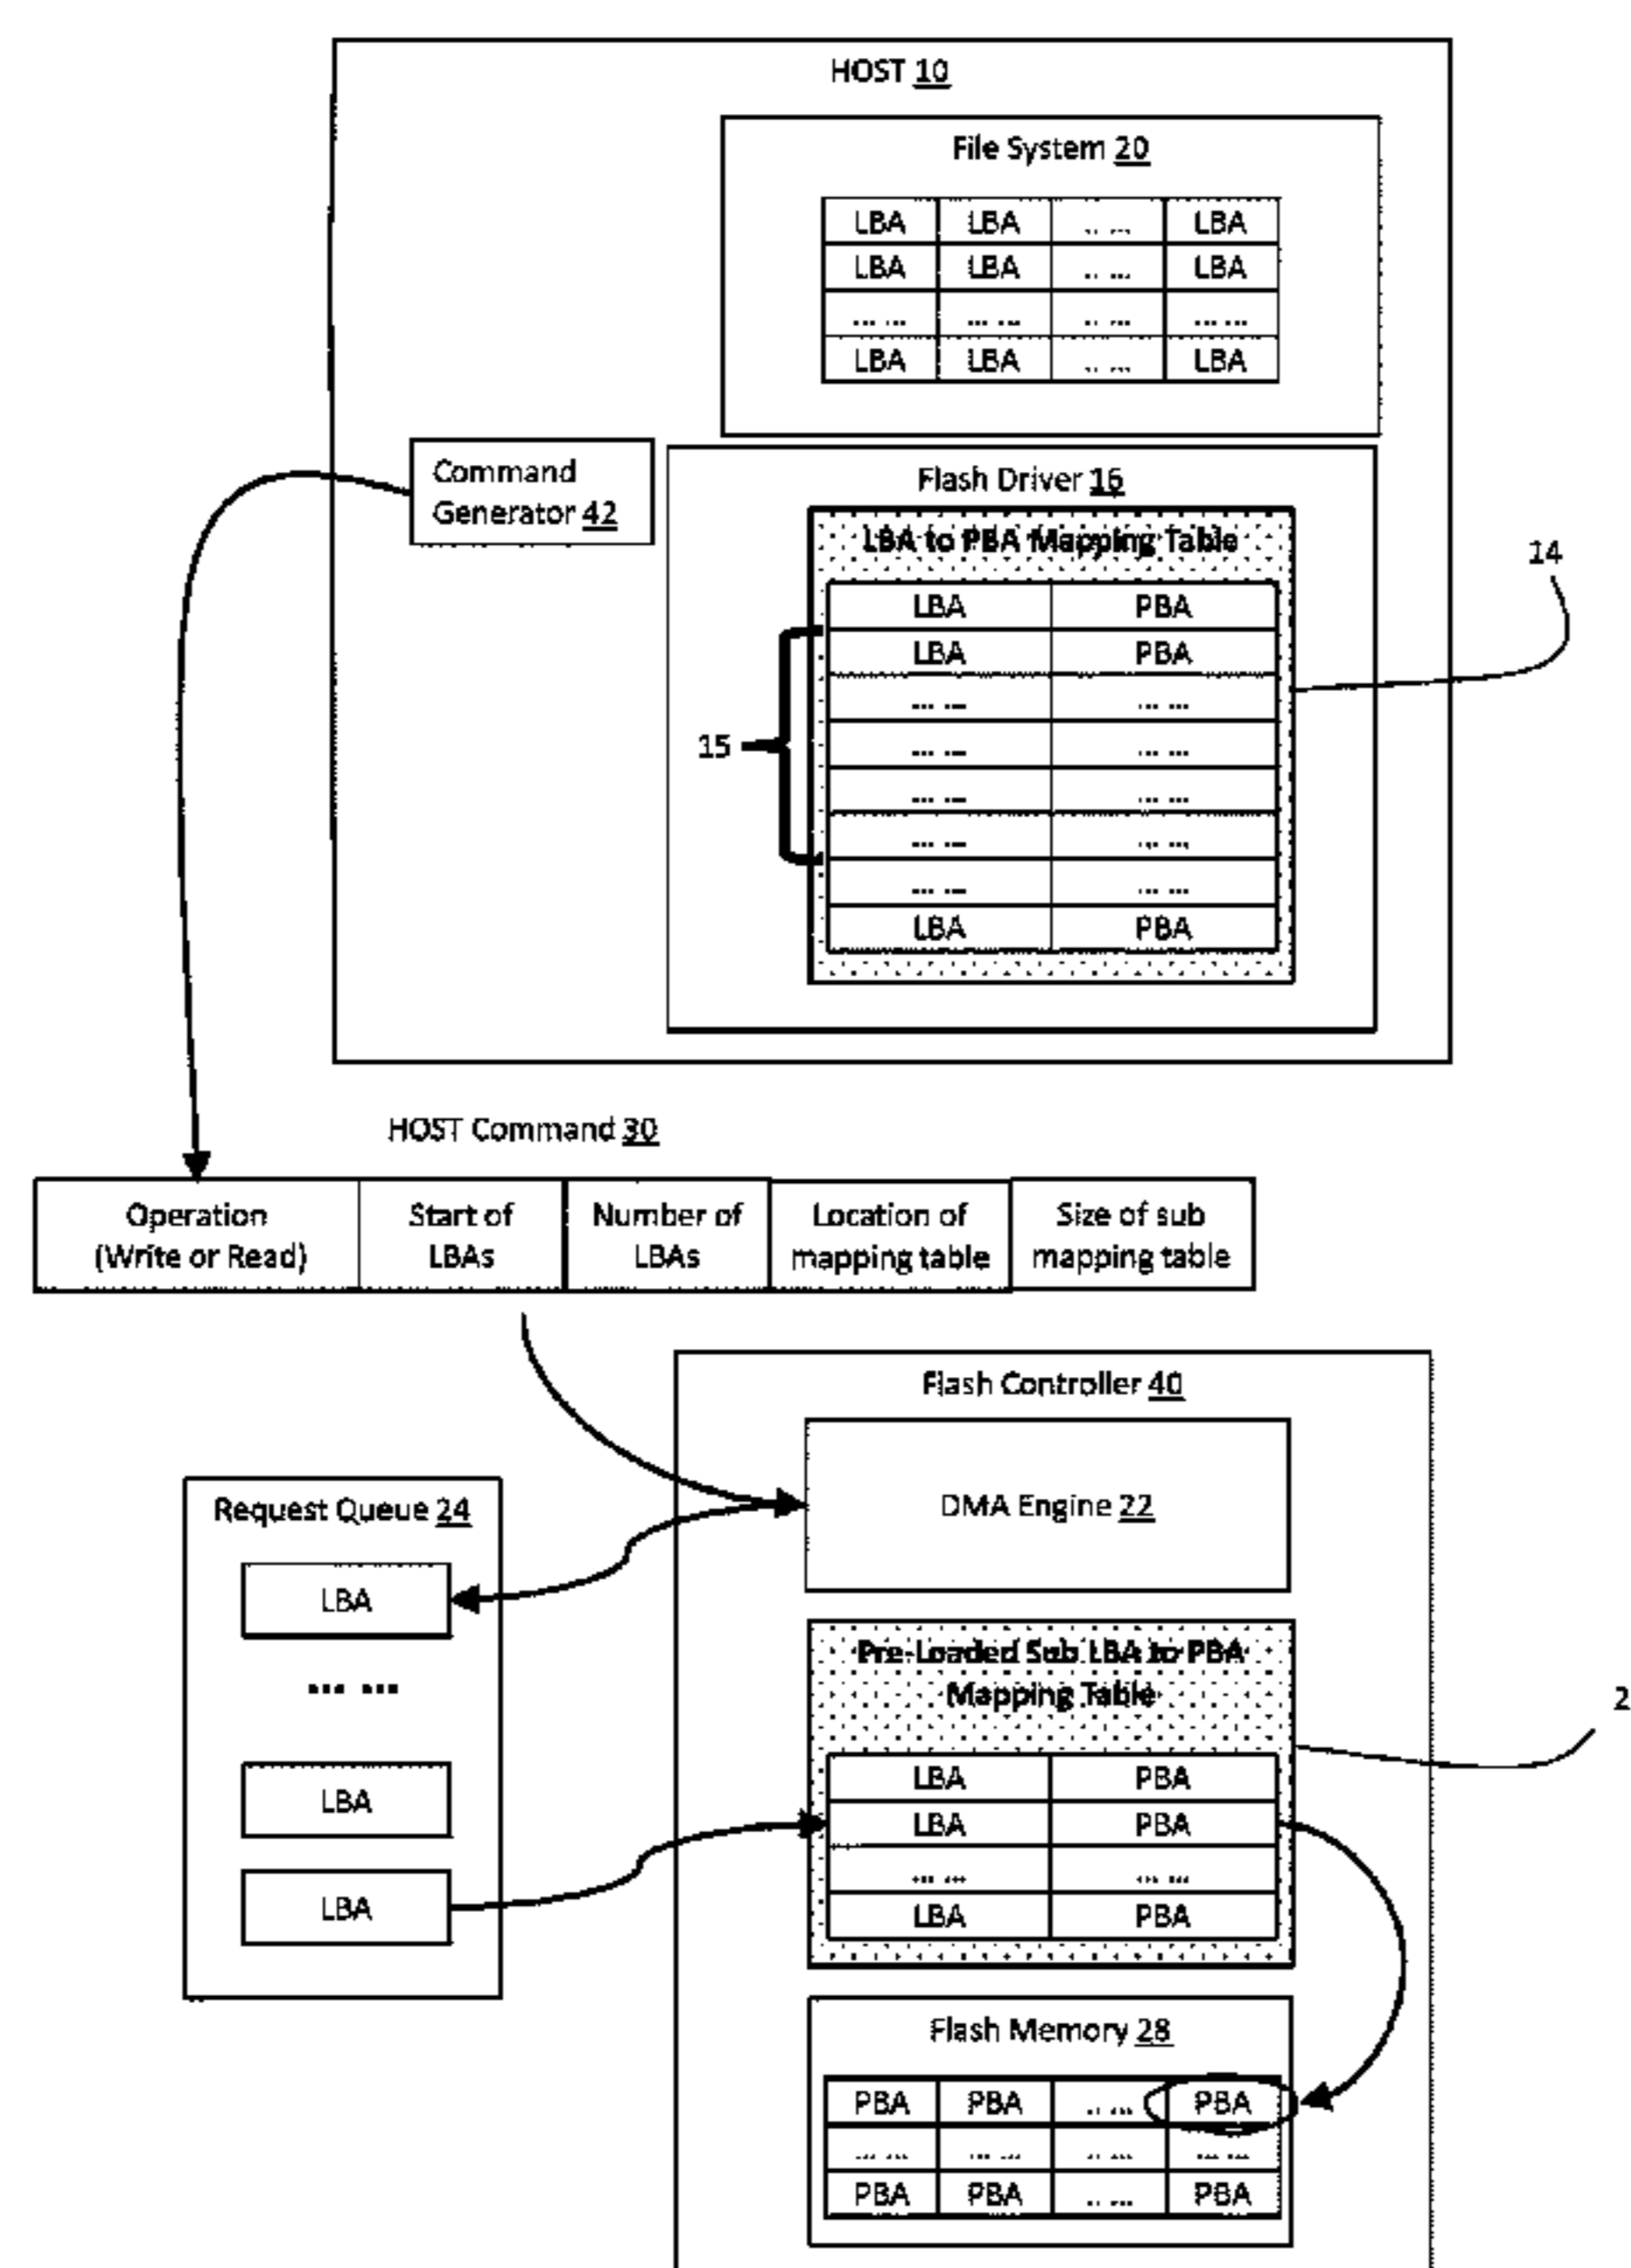 HOST 10
File System 20
LBA LBA .. ... LBA
LBA LBA .. ... LBA
... ... ... ... .. ... ... ...
LBA LBA .. ... LBA
Command
Generator 42
Flash Driver 16
LBA to PBA Mapping Table
14
LBA PBA
LBA PBA
... ... ... ...
15
... ... ... ...
... ... ... ...
... ... ... ...
... ... ... ...
LBA PBA
HOST Command 30
Operation
(Write or Read)
Start of
LBAs
Number of
LBAs
Location of
mapping table
Size of sub
mapping table
Flash Controller 40
DMA Engine 22
Request Queue 24
LBA
... ...
LBA
LBA
Pre-Loaded Sub LBA to PBA
Mapping Table
2
LBA PBA
LBA PBA
... ... ... ...
LBA PBA
Flash Memory 28
PBA PBA .. ... PBA
... ... ... ... .. ... ... ...
PBA PBA .. ... PBA